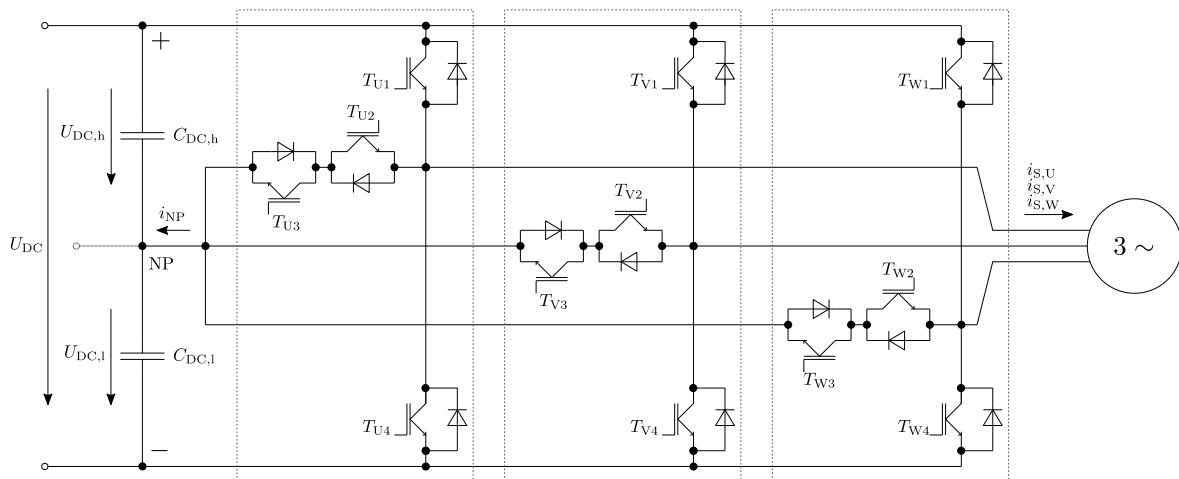 +
T_U1
T_V1
T_W1
U_DC,h
C_DC,h
T_U2
i_S,U
i_S,V
i_S,W
T_U3
T_V2
i_NP
U_DC
NP
3 ~
T_V3
T_W2
U_DC,l
C_DC,l
T_W3
T_U4
T_V4
T_W4
−